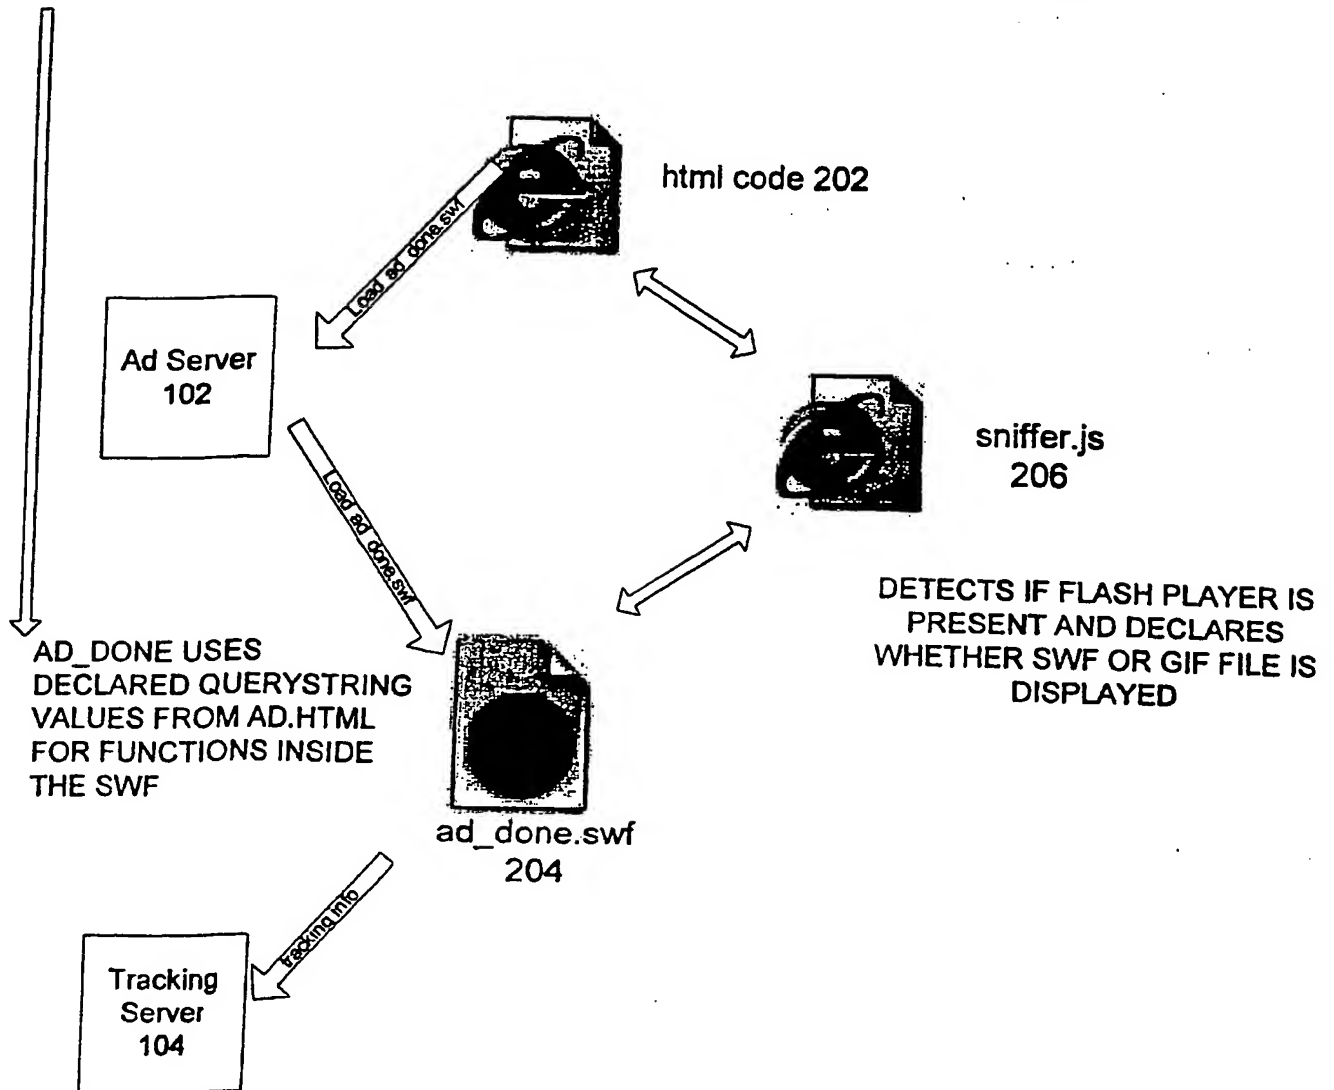 html code 202
Load ad_done.swf
Ad Server
102
sniffer.js
206
Load ad_done.swf
DETECTS IF FLASH PLAYER IS
PRESENT AND DECLARES
WHETHER SWF OR GIF FILE IS
DISPLAYED
AD_DONE USES
DECLARED QUERYSTRING
VALUES FROM AD.HTML
FOR FUNCTIONS INSIDE
THE SWF
ad_done.swf
204
tracking info
Tracking
Server
104